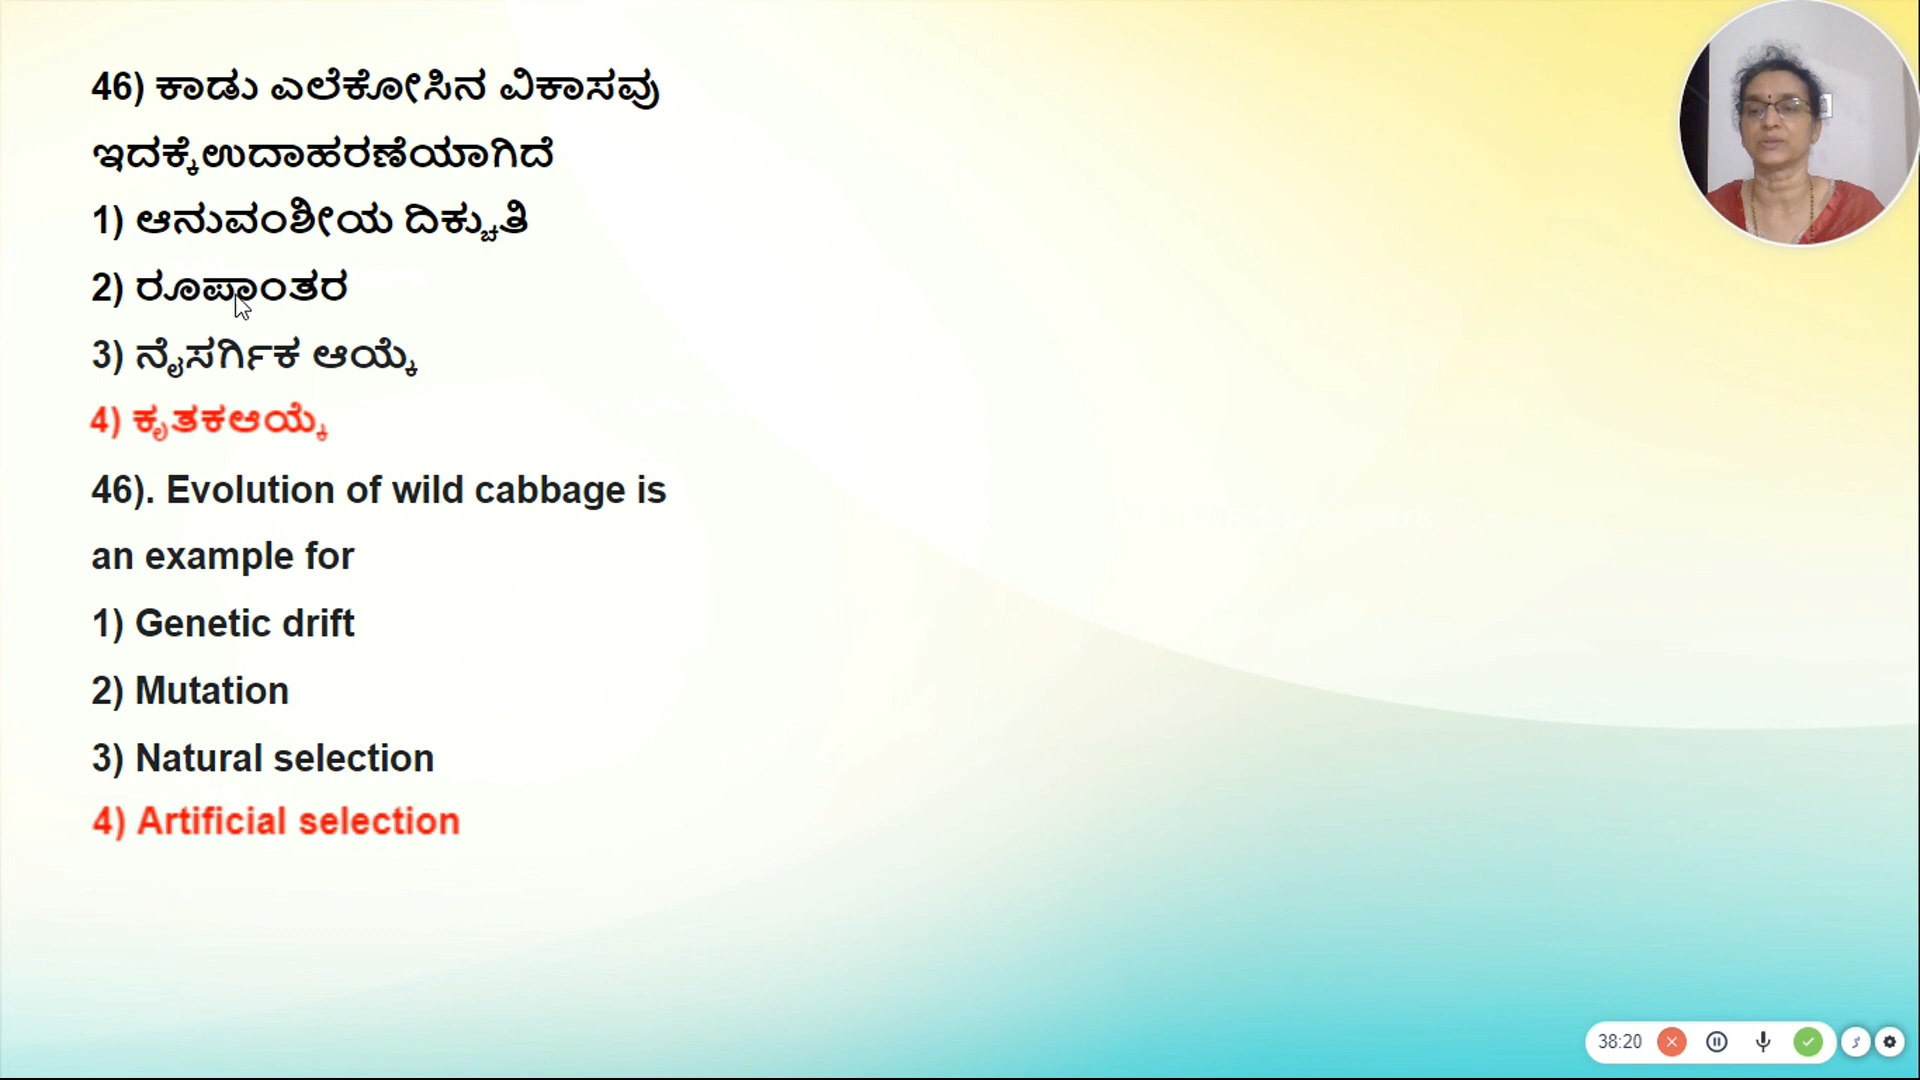 46) ಕಾಡು ಎಲೆಕೋಸಿನ ವಿಕಾಸವು
ಇದಕ್ಕೆಉದಾಹರಣೆಯಾಗಿದೆ
1) ಆನುವಂಶೀಯ ದಿಕ್ಚ್ಯುತಿ
2) ರೂಪಾಂತರ
3) ನೈಸರ್ಗಿಕ ಆಯ್ಕೆ
4) ಕೃತಕಆಯ್ಕೆ
46). Evolution of wild cabbage is
an example for
1) Genetic drift
2) Mutation
3) Natural selection
4) Artificial selection
38:20